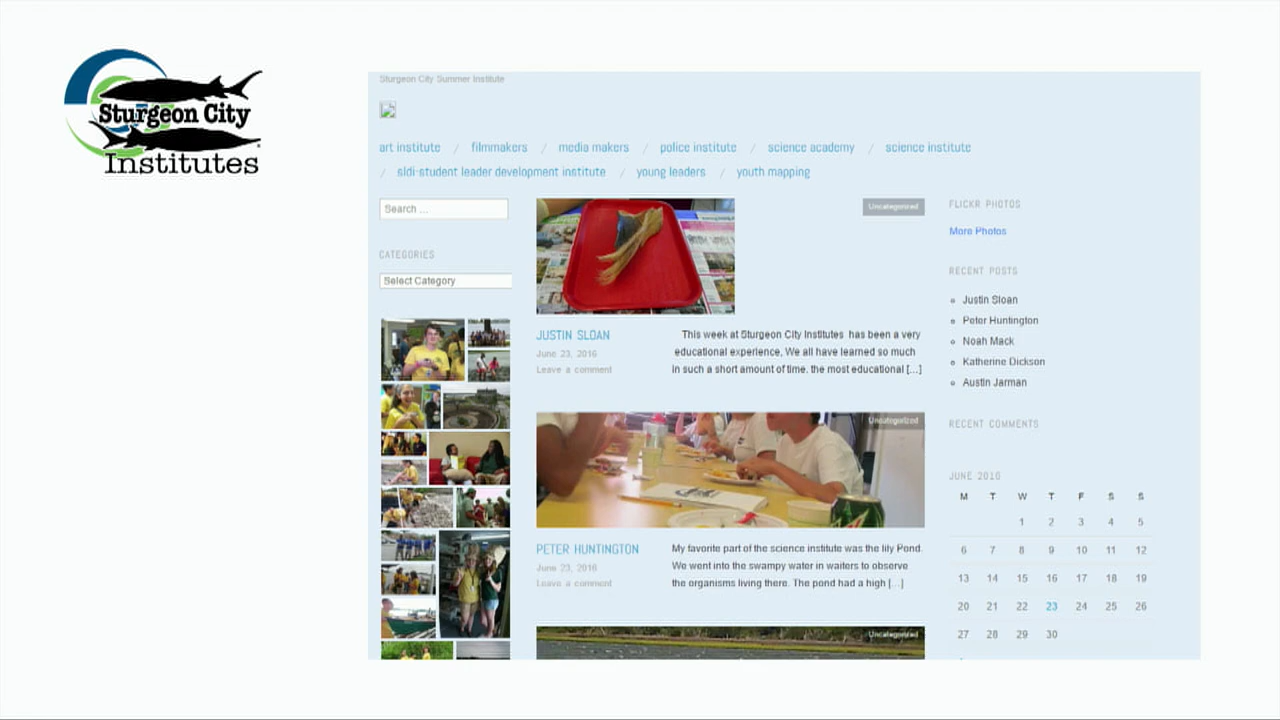 Sturgeon City
Institutes
Sturgeon City Summer Institute
art institute / filmmakers / media makers / police institute / science academy / science institute
/ sldi-student leader development institute / young leaders / youth mapping
Search ...
CATEGORIES
Select Category
Uncategorized
JUSTIN SLOAN
June 23, 2016
Leave a comment
This week at Sturgeon City Institutes has been a very
educational experience, We all have learned so much
in such a short amount of time. the most educational [...]
Uncategorized
PETER HUNTINGTON
June 23, 2016
Leave a comment
My favorite part of the science institute was the lily Pond.
We went into the swampy water in waiters to observe
the organisms living there. The pond had a high [...]
Uncategorized
FLICKR PHOTOS
More Photos
RECENT POSTS
Justin Sloan
Peter Huntington
Noah Mack
Katherine Dickson
Austin Jarman
RECENT COMMENTS
JUNE 2016
M T W T F S S
1 2 3 4 5
6 7 8 9 10 11 12
13 14 15 16 17 18 19
20 21 22 23 24 25 26
27 28 29 30